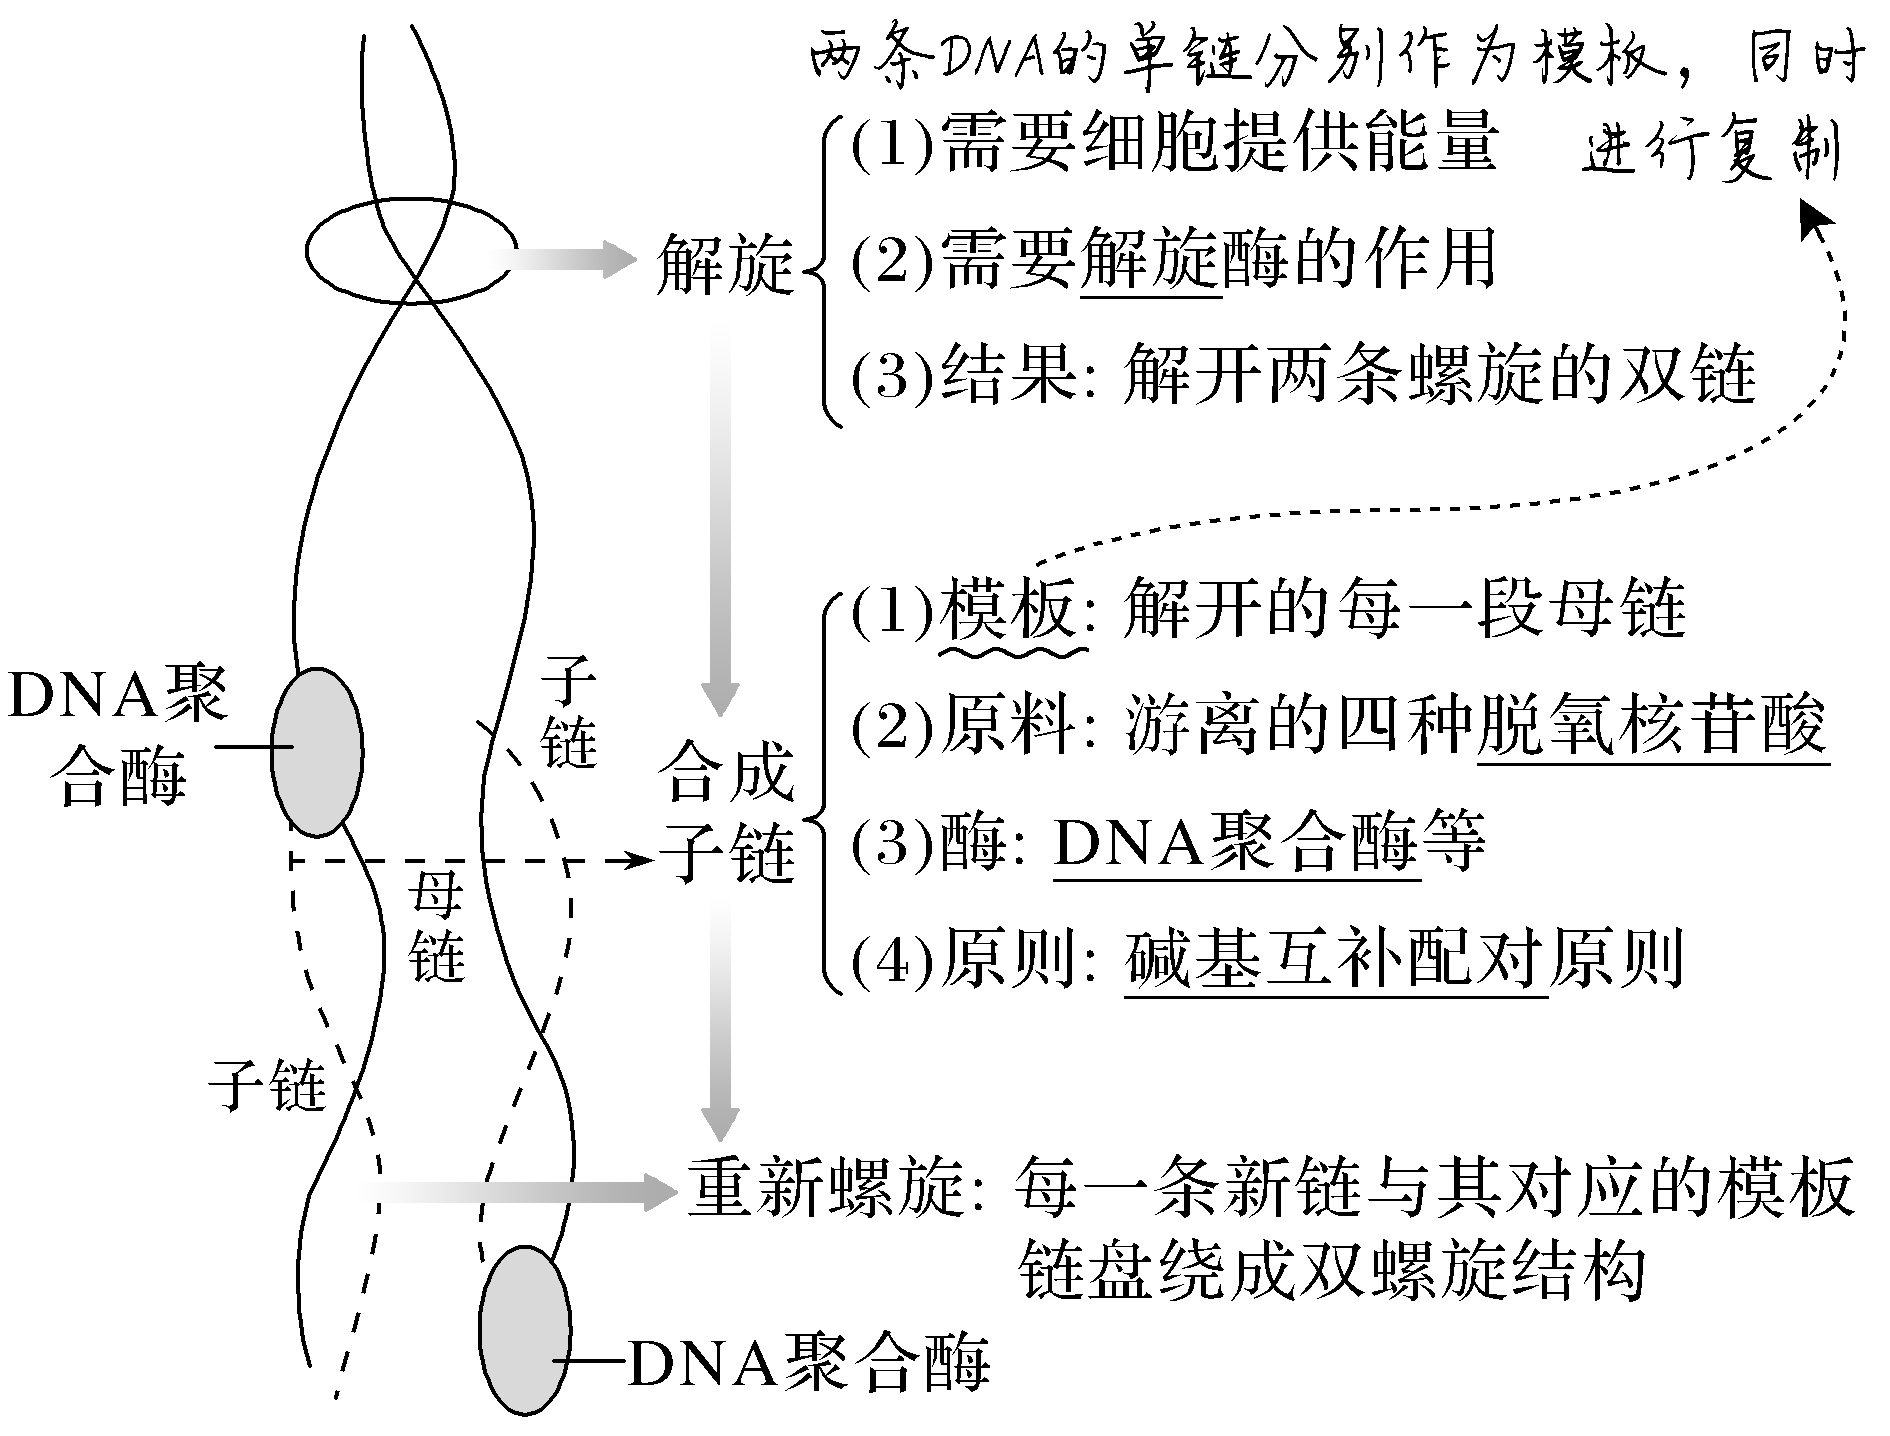 两条DNA的单链分别作为模板，同时
进行复制
解旋
(1)需要细胞提供能量
(2)需要解旋酶的作用
(3)结果: 解开两条螺旋的双链
DNA聚
合酶
子
链
母
链
子链
合成
子链
(1)模板: 解开的每一段母链
(2)原料: 游离的四种脱氧核苷酸
(3)酶: DNA聚合酶等
(4)原则: 碱基互补配对原则
重新螺旋: 每一条新链与其对应的模板
链盘绕成双螺旋结构
DNA聚合酶